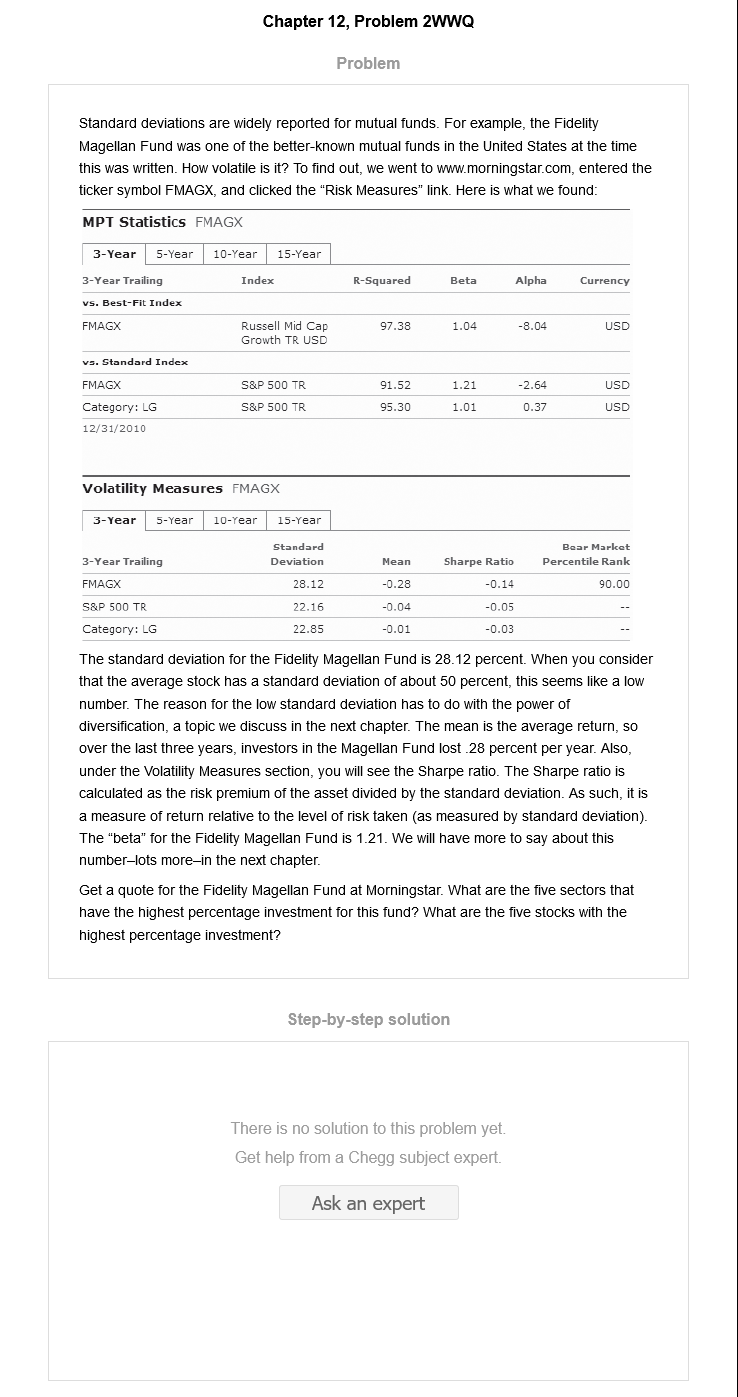 Chapter 12, Problem 2WWQ
Problem
Standard deviations are widely reported for mutual funds. For example, the Fidelity
Magellan Fund was one of the better-known mutual funds in the United States at the time
this was written. How volatile is it? To find out, we went to www.morningstar.com, entered the
ticker symbol FMAGX, and clicked the “Risk Measures” link. Here is what we found:
MPT Statistics FMAGX
3-Year 5-Year 10-Year 15-Year
3-Year Trailing Index R-Squared Beta Alpha Currency
vs. Best-Fit Index
FMAGX Russell Mid Cap 97.38 1.04 -8.04 USD
Growth TR USD
vs. Standard Index
FMAGX S&P 500 TR 91.52 1.21 -2.64 USD
Category: LG S&P 500 TR 95.30 1.01 0.37 USD
12/31/2010
Volatility Measures FMAGX
3-Year 5-Year 10-Year 15-Year
Standard Bear Market
3-Year Trailing Deviation Mean Sharpe Ratio Percentile Rank
FMAGX 28.12 -0.28 -0.14 90.00
S&P 500 TR 22.16 -0.04 -0.05 --
Category: LG 22.85 -0.01 -0.03 --
The standard deviation for the Fidelity Magellan Fund is 28.12 percent. When you consider
that the average stock has a standard deviation of about 50 percent, this seems like a low
number. The reason for the low standard deviation has to do with the power of
diversification, a topic we discuss in the next chapter. The mean is the average return, so
over the last three years, investors in the Magellan Fund lost .28 percent per year. Also,
under the Volatility Measures section, you will see the Sharpe ratio. The Sharpe ratio is
calculated as the risk premium of the asset divided by the standard deviation. As such, it is
a measure of return relative to the level of risk taken (as measured by standard deviation).
The “beta” for the Fidelity Magellan Fund is 1.21. We will have more to say about this
number–lots more–in the next chapter.
Get a quote for the Fidelity Magellan Fund at Morningstar. What are the five sectors that
have the highest percentage investment for this fund? What are the five stocks with the
highest percentage investment?
Step-by-step solution
There is no solution to this problem yet.
Get help from a Chegg subject expert.
Ask an expert